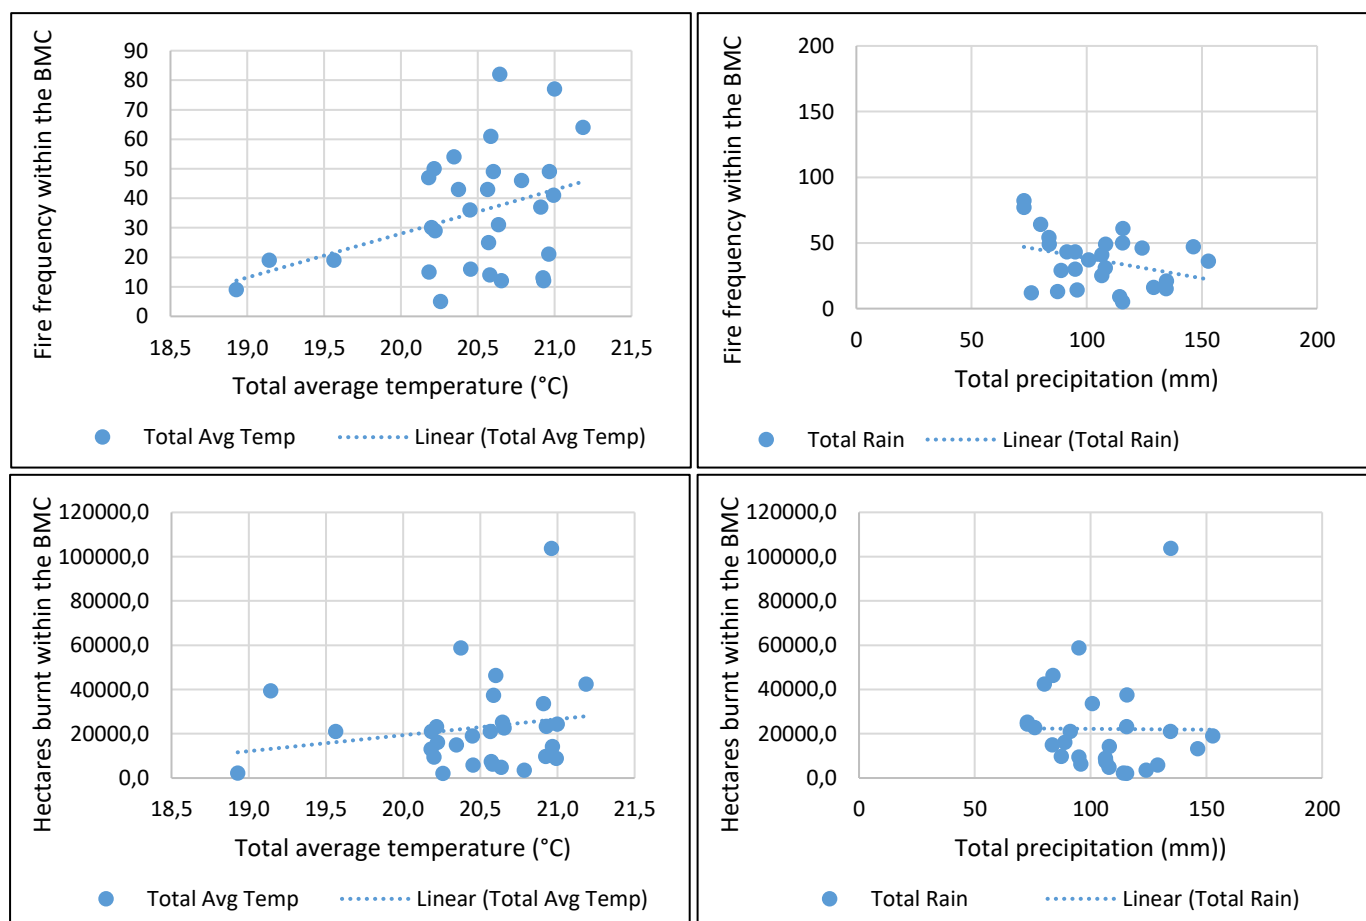 Fire frequency within the BMC
90
80
70
60
50
40
30
20
10
0
18,5 19,0 19,5 20,0 20,5 21,0 21,5
Total average temperature (°C)
Total Avg Temp Linear (Total Avg Temp)
Fire frequency within the BMC
200
150
100
50
0
0 50 100 150 200
Total precipitation (mm)
Total Rain Linear (Total Rain)
Hectares burnt within the BMC
120000,0
100000,0
80000,0
60000,0
40000,0
20000,0
0,0
18,5 19,0 19,5 20,0 20,5 21,0 21,5
Total average temperature (°C)
Total Avg Temp Linear (Total Avg Temp)
Hectares burnt within the BMC
120000,0
100000,0
80000,0
60000,0
40000,0
20000,0
0,0
0 50 100 150 200
Total precipitation (mm))
Total Rain Linear (Total Rain)